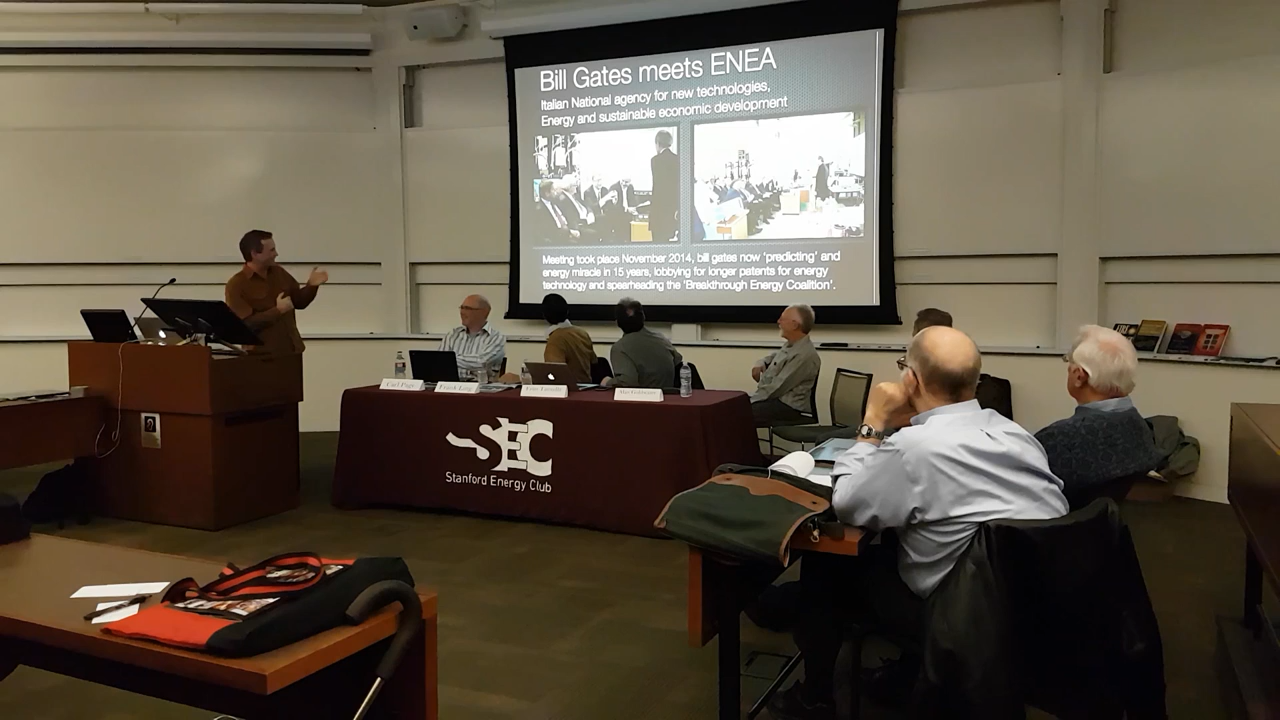 Bill Gates meets ENEA
Italian National agency for new technologies,
Energy and sustainable economic development
Meeting took place November 2014, bill gates now 'predicting' and
energy miracle in 15 years, lobbying for longer patents for energy
technology and spearheading the 'Breakthrough Energy Coalition'.
SEC
Stanford Energy Club